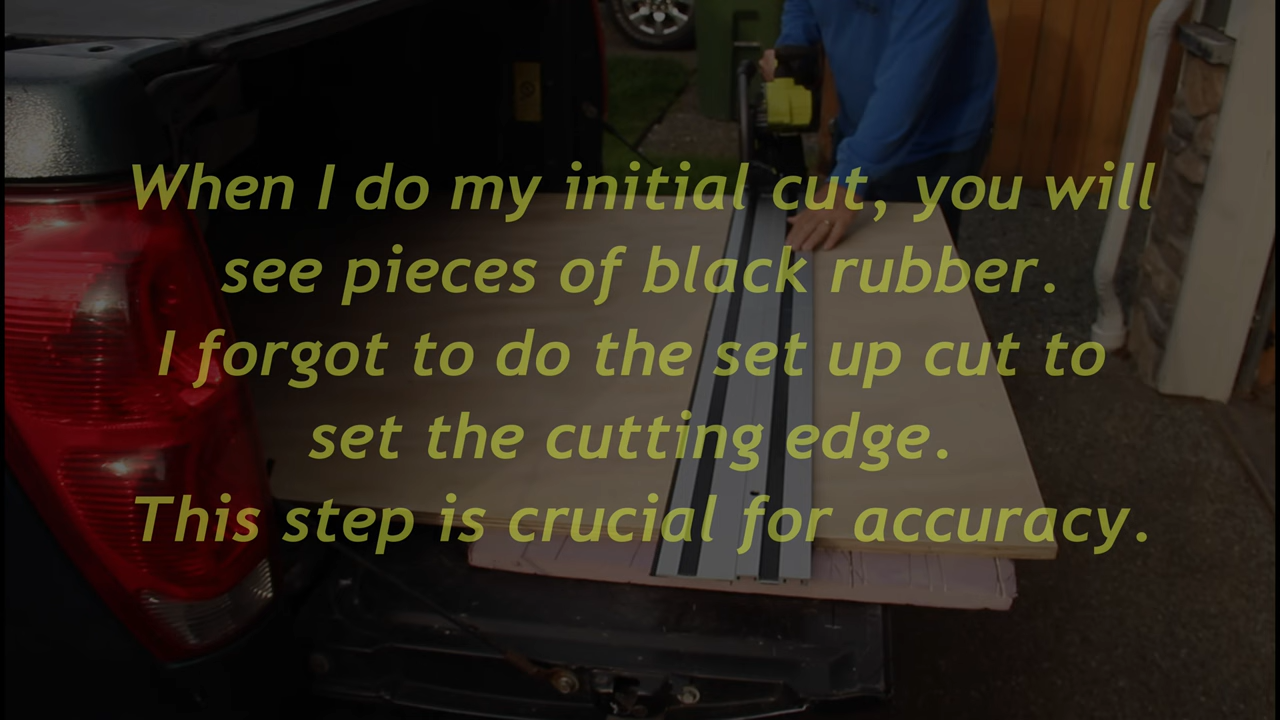 When I do my initial cut, you will
see pieces of black rubber.
I forgot to do the set up cut to
set the cutting edge.
This step is crucial for accuracy.